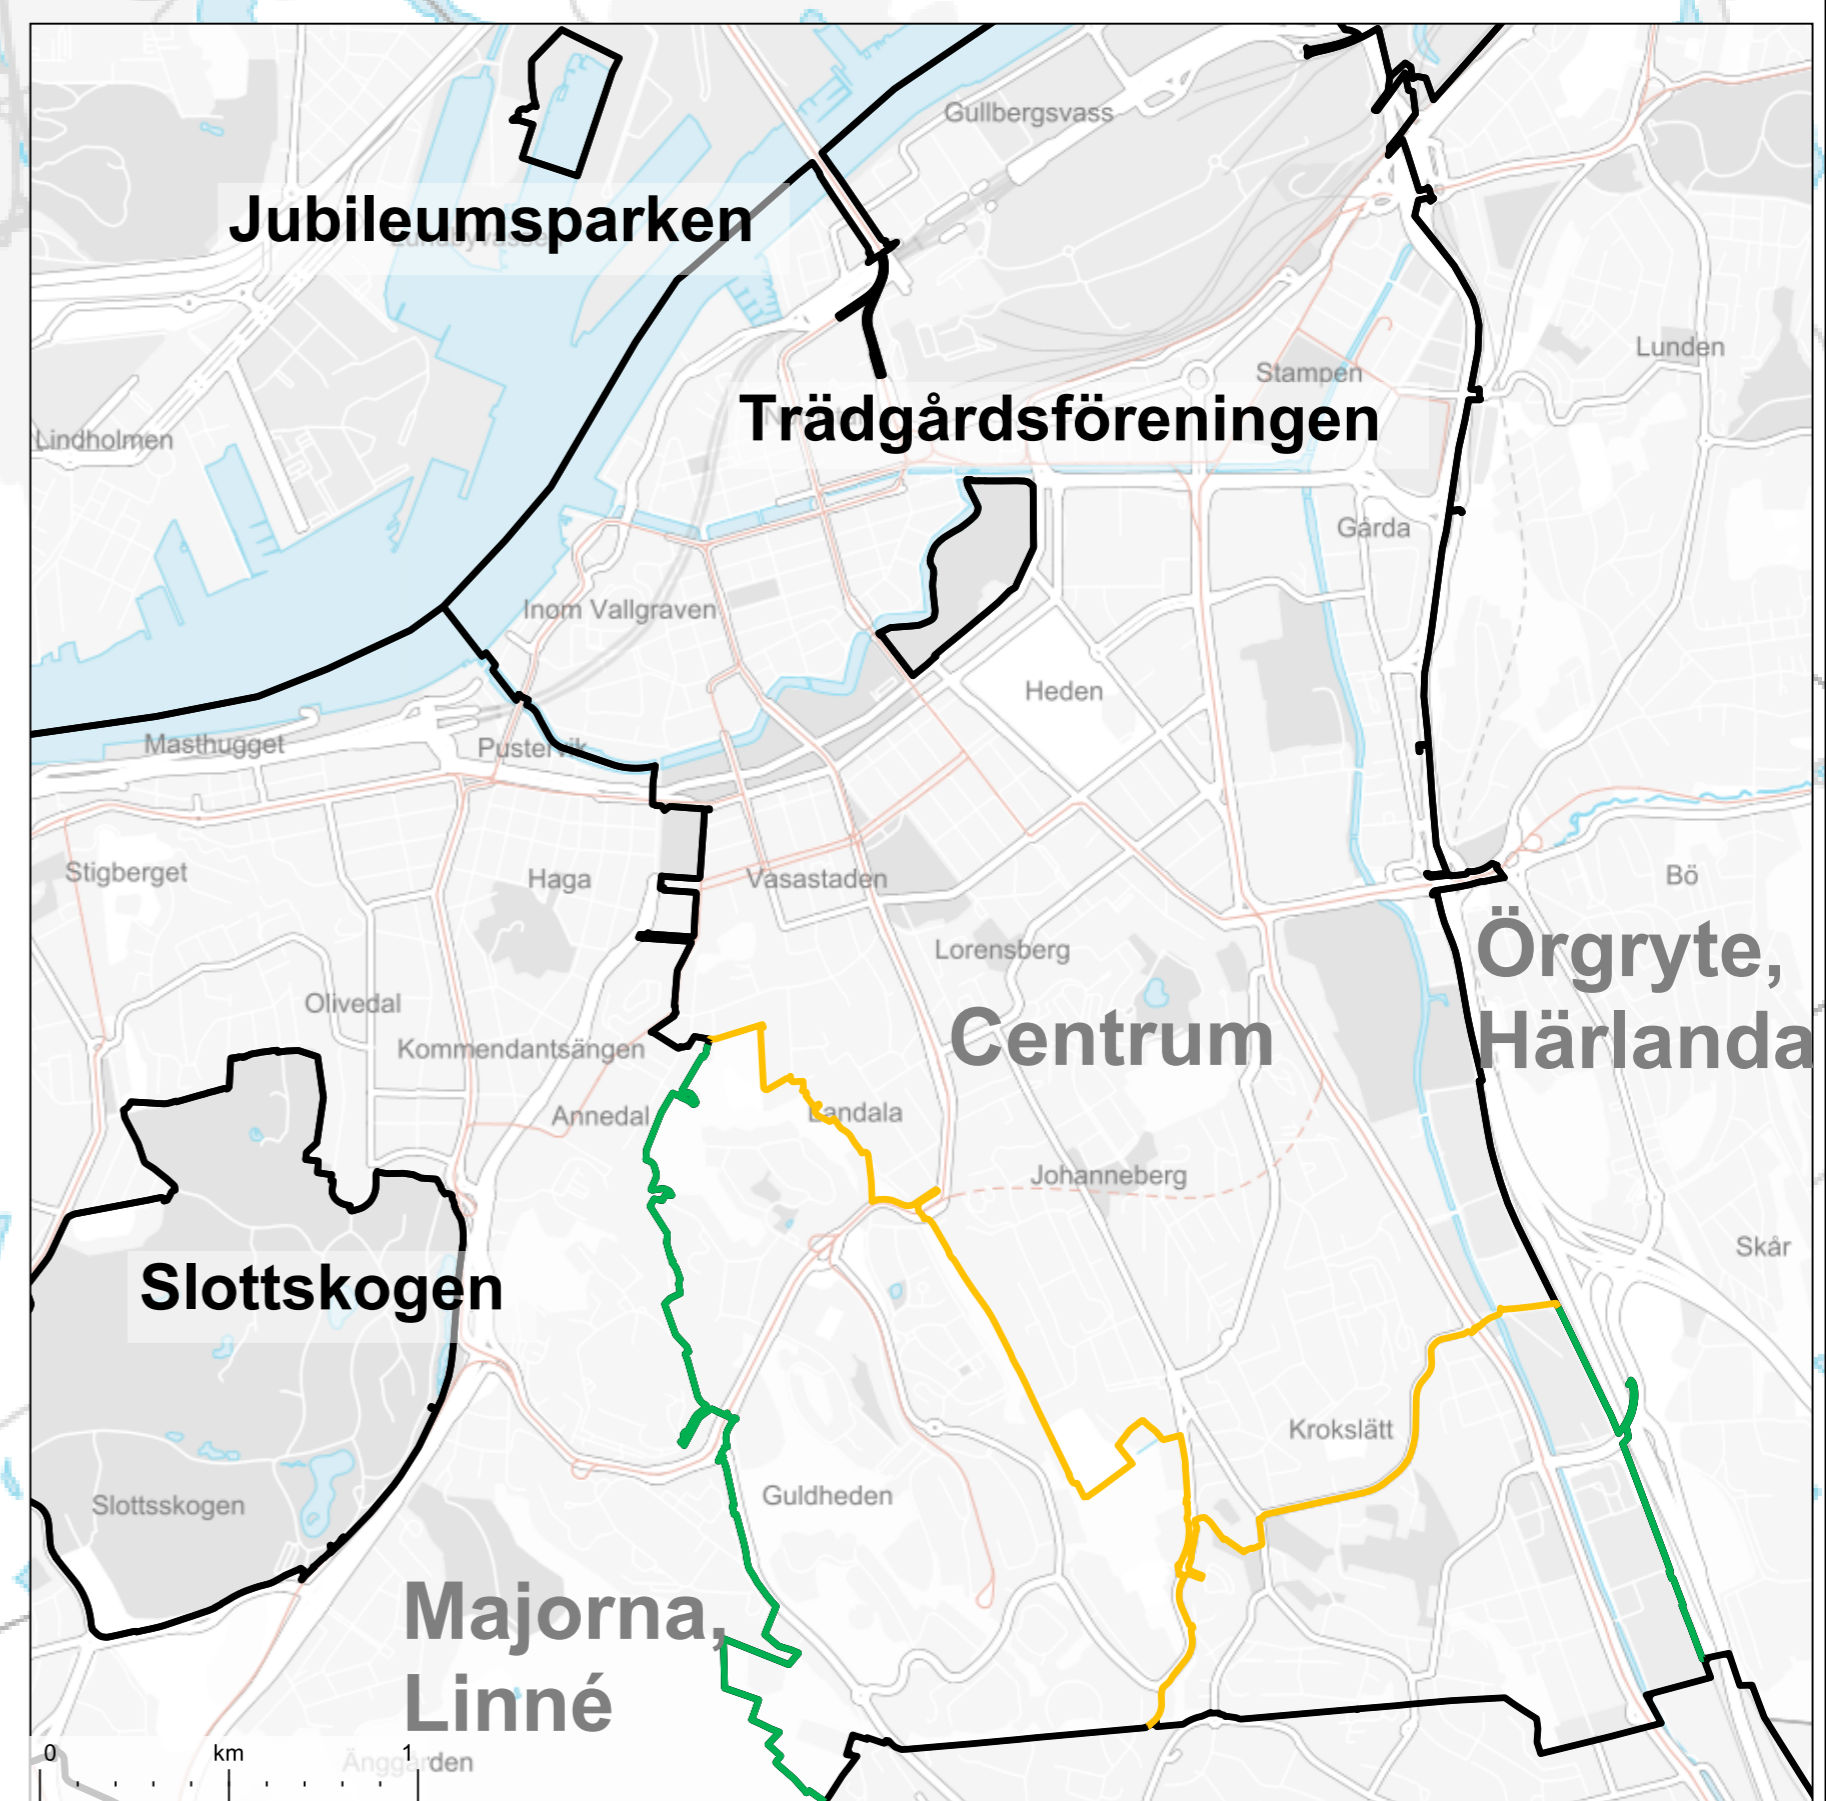 Gullbergsvass
Jubileumsparken
Lunden
Stampen
Trädgårdsföreningen
Lindholmen
Gårda
Inom Vallgraven
Heden
Masthugget
Pustervik
Stigberget
Haga
Vasastaden
Bö
Örgryte,
Härlanda
Lorensberg
Olivedal
Centrum
Kommendantsängen
Annedal
Landala
Johanneberg
Skår
Slottskogen
Krokslätt
Slottsskogen
Guldheden
Majorna,
Linné
0 km 1
Änggården